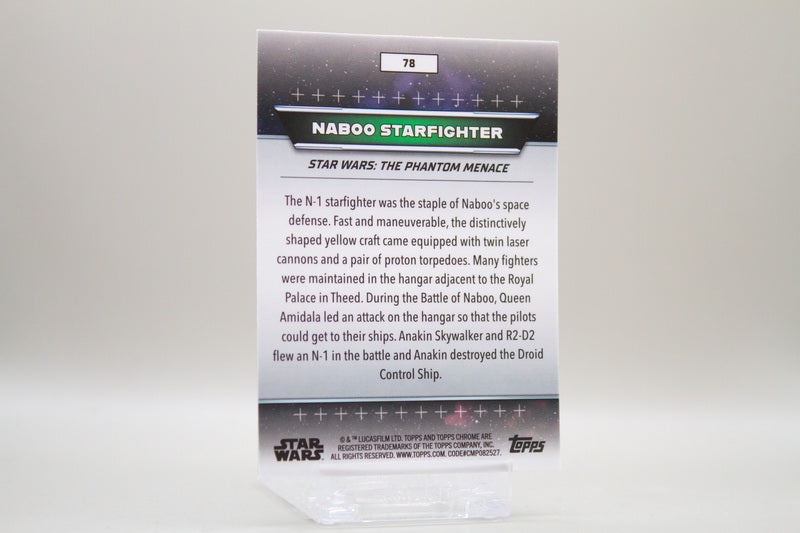 78
NABOO STARFIGHTER
STAR WARS: THE PHANTOM MENACE
The N-1 starfighter was the staple of Naboo's space
defense. Fast and maneuverable, the distinctively
shaped yellow craft came equipped with twin laser
cannons and a pair of proton torpedoes. Many fighters
were maintained in the hangar adjacent to the Royal
Palace in Theed. During the Battle of Naboo, Queen
Amidala led an attack on the hangar so that the pilots
could get to their ships. Anakin Skywalker and R2-D2
flew an N-1 in the battle and Anakin destroyed the Droid
Control Ship.
STAR
WARS
© & ™ LUCASFILM LTD. TOPPS AND TOPPS CHROME ARE
REGISTERED TRADEMARKS OF THE TOPPS COMPANY, INC.
ALL RIGHTS RESERVED. WWW.TOPPS.COM. CODE#CMP082527.
topps